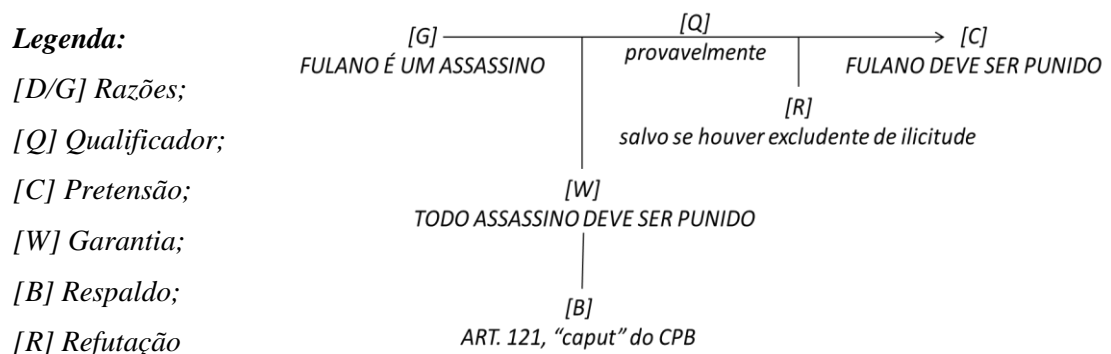 Legenda:
[D/G] Razões;
[Q] Qualificador;
[C] Pretensão;
[W] Garantia;
[B] Respaldo;
[R] Refutação
[G]
FULANO É UM ASSASSINO
[Q]
provavelmente
[C]
FULANO DEVE SER PUNIDO
[R]
salvo se houver excludente de ilicitude
[W]
TODO ASSASSINO DEVE SER PUNIDO
[B]
ART. 121, “caput” do CPB